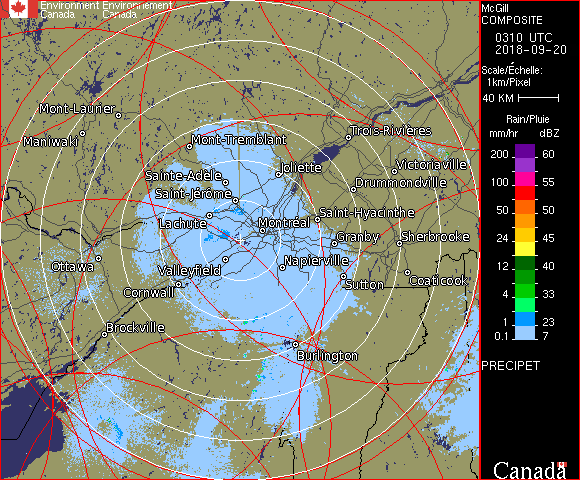 Environment Environnement
Canada Canada
McGill
COMPOSITE
0310 UTC
2018-09-20
Scale/Échelle:
1km/Pixel
40 KM
Rain/Pluie
mm/hr dBZ
200 60
100 55
50 50
24 45
12 40
4 33
1 23
0.1 7
PRECIPET
Canada
Mont-Laurier
Maniwaki
Mont-Tremblant
Trois-Rivières
Sainte-Adèle
Joliette
Victoriaville
Saint-Jérôme
Drummondville
Lachute
Montréal
Saint-Hyacinthe
Granby
Sherbrooke
Ottawa
Valleyfield
Napierville
Cornwall
Sutton
Coaticook
Brockville
Burlington